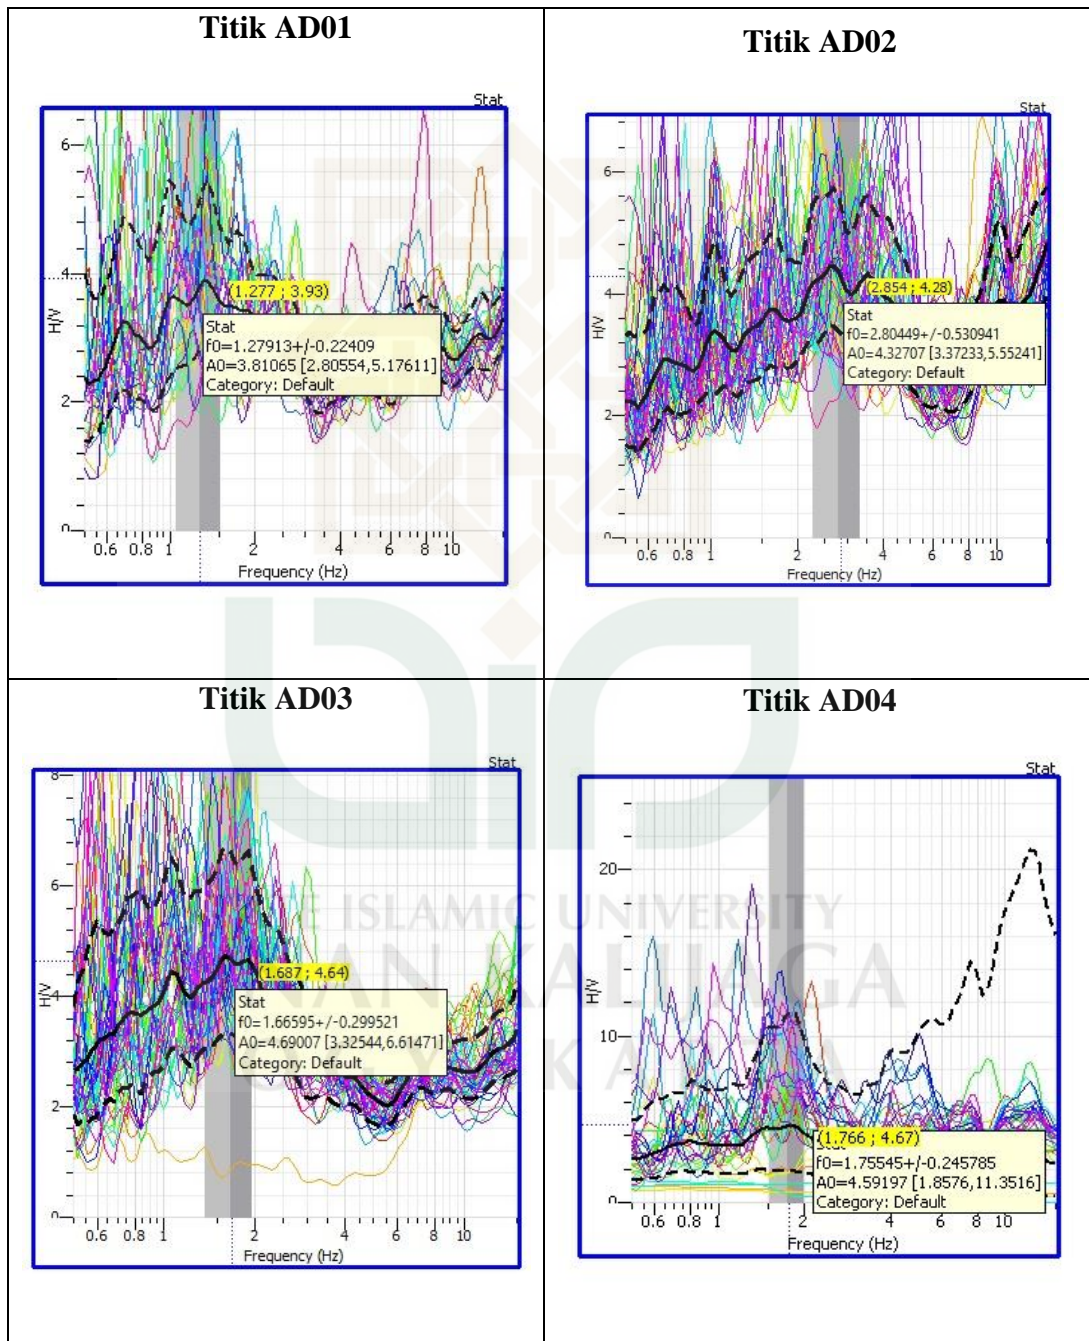 Titik AD01
Stat
6
4
2
0
H/V
(1.277 ; 3.93)
Stat
f0=1.27913+/-0.22409
A0=3.81065 [2.80554,5.17611]
Category: Default
0.6 0.8 1 2 4 6 8 10
Frequency (Hz)
Titik AD02
Stat
6
4
2
0
H/V
(2.854 ; 4.28)
Stat
f0=2.80449+/-0.530941
A0=4.32707 [3.37233,5.55241]
Category: Default
0.6 0.8 1 2 4 6 8 10
Frequency (Hz)
Titik AD03
Stat
8
6
4
2
0
H/V
(1.687 ; 4.64)
Stat
f0=1.66595+/-0.299521
A0=4.69007 [3.32544,6.61471]
Category: Default
0.6 0.8 1 2 4 6 8 10
Frequency (Hz)
Titik AD04
Stat
20
10
0
H/V
(1.766 ; 4.67)
Stat
f0=1.75545+/-0.245785
A0=4.59197 [1.8576,11.3516]
Category: Default
0.6 0.8 1 2 4 6 8 10
Frequency (Hz)
ISLAMIC UNIVERSITY